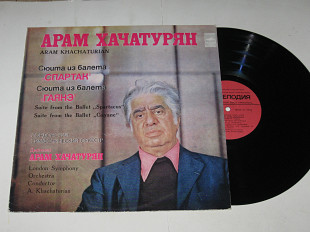 АРАМ ХАЧАТУРЯН
ARAM KHACHATURIAN
Сюита из балета
"СПАРТАК"
Сюита из балета
"ГАЯНЭ"
Suite from the Ballet „Spartacus"
Suite from the Ballet „Gayane"
АРАМ ХАЧАТУРЯН
London Symphony
Orchestra
Conductor
A. Khachaturian
МЕЛОДИЯ